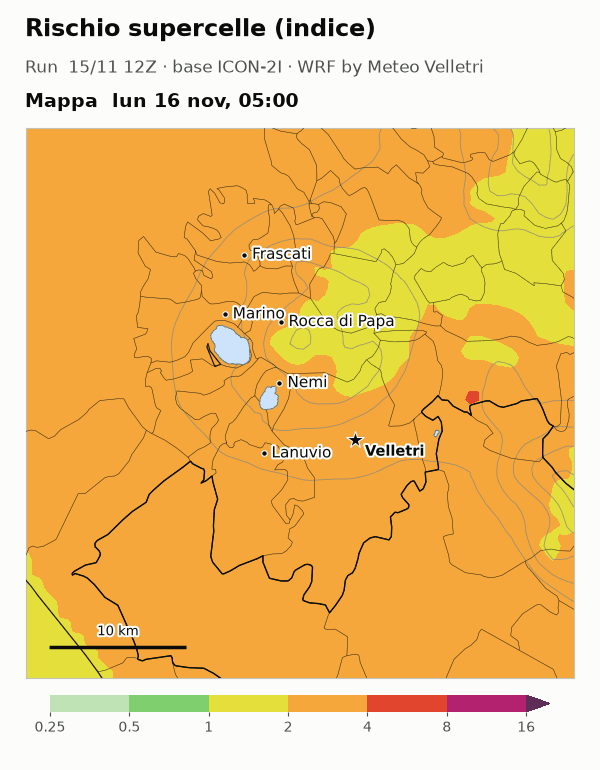 Rischio supercelle (indice)
Run  15/11 12Z · base ICON-2I · WRF by Meteo Velletri
Mappa  lun 16 nov, 05:00
Frascati
Marino
Rocca di Papa
Nemi
Velletri
Lanuvio
10 km
0.25 0.5 1 2 4 8 16